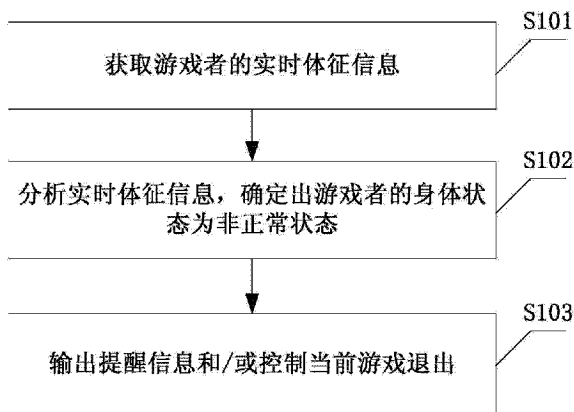 S101
获取游戏者的实时体征信息
S102
分析实时体征信息，确定出游戏者的身体状
态为非正常状态
S103
输出提醒信息和/或控制当前游戏退出